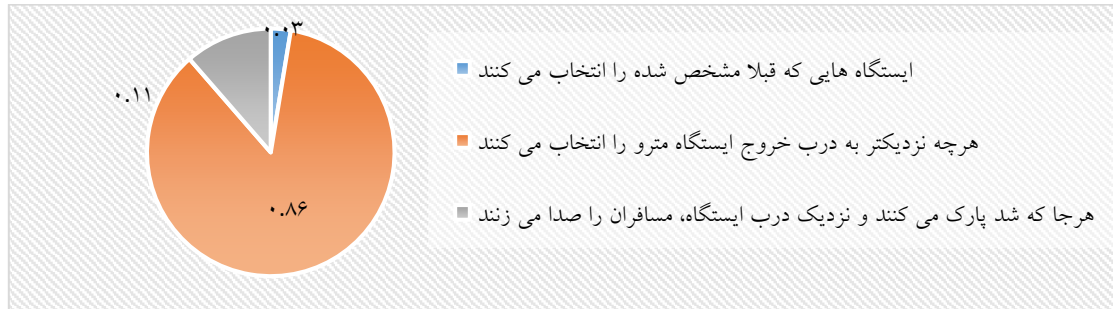 ۰.۰۳
۰.۱۱
۰.۸۶
ایستگاه هایی که قبلا مشخص شده را انتخاب می کنند
هرچه نزدیکتر به درب خروج ایستگاه مترو را انتخاب می کنند
هرجا که شد پارک می کنند و نزدیک درب ایستگاه، مسافران را صدا می زنند